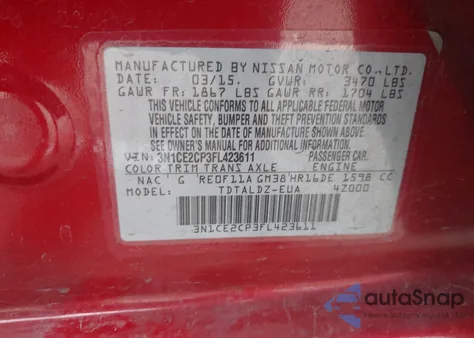 MANUFACTURED BY NISSAN MOTOR CO.,LTD.
DATE: 03/15. GVWR: 3470 LBS
GAWR FR: 1867 LBS GAWR RR: 1704 LBS
THIS VEHICLE CONFORMS TO ALL APPLICABLE FEDERAL MOTOR
VEHICLE SAFETY, BUMPER AND THEFT PREVENTION STANDARDS
IN EFFECT ON THE DATE OF MANUFACTURE SHOWN ABOVE.
SEE OWNER'S MANUAL FOR ADDITIONAL INFORMATION.
V-I-N: 3N1CE2CP3FL423611 PASSENGER CAR.
COLOR TRIM TRANS AXLE ENGINE
NAC G RE0F11A GM38 HR16DE 1598 CC
MODEL: TDTALDZ-EUA 4Z000
3N1CE2CP3FL423611
autoSnap